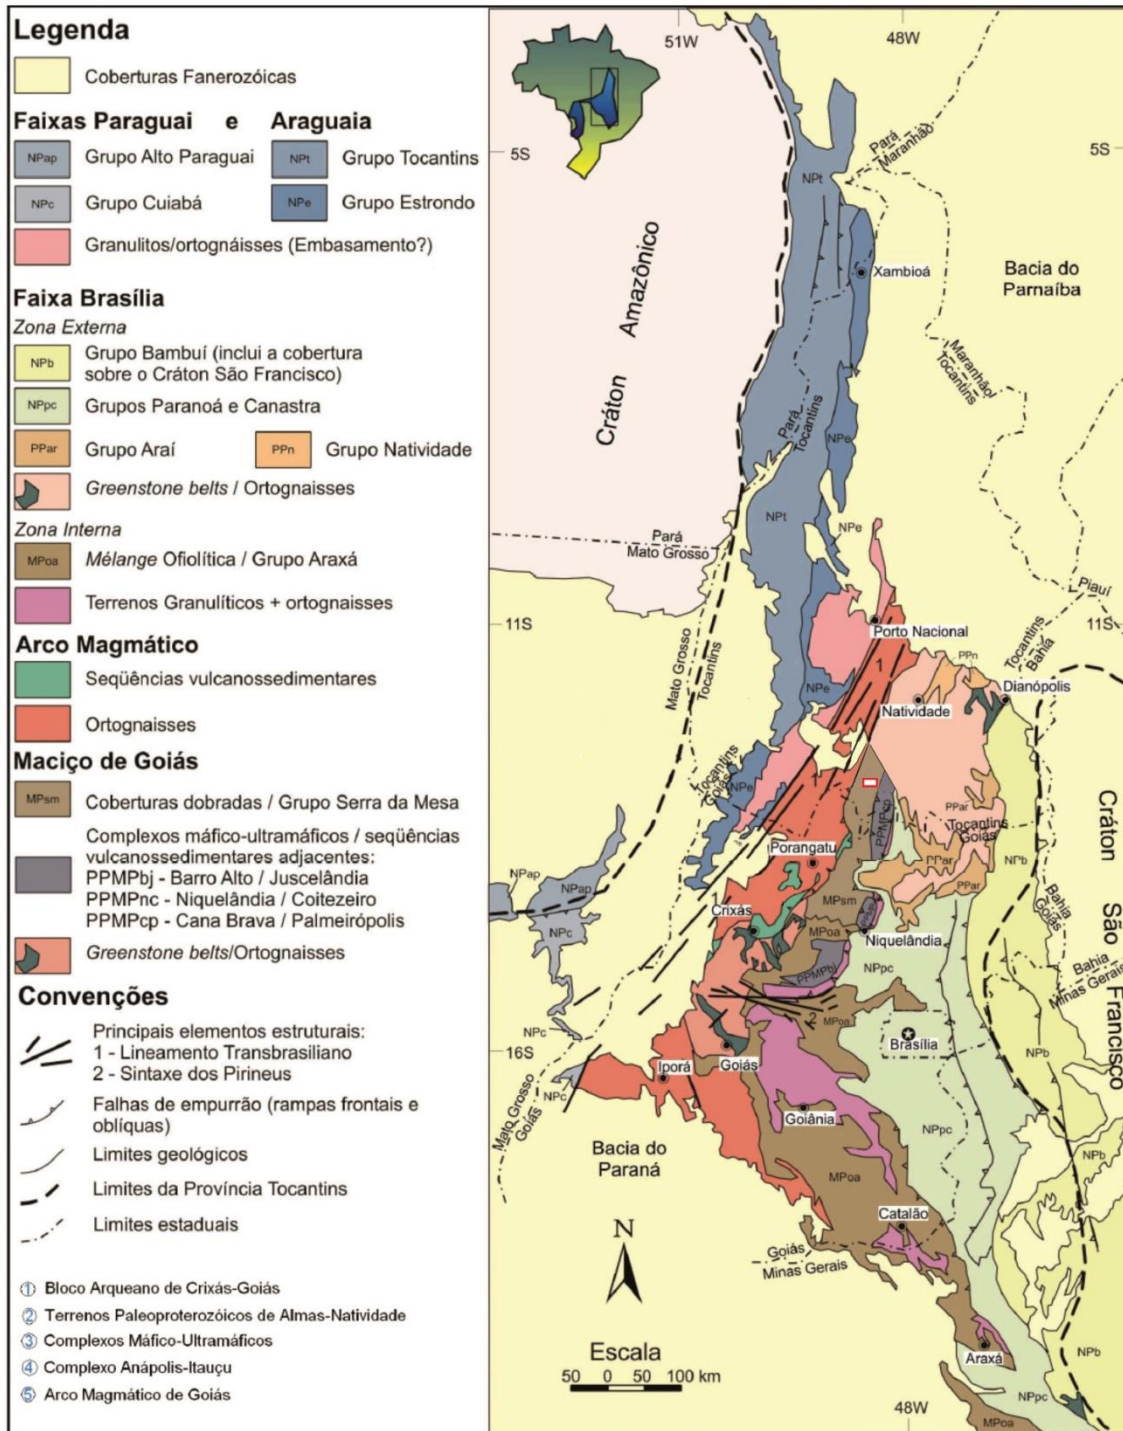 Legenda
Coberturas Fanerozóicas
Faixas Paraguai e Araguaia
NPap Grupo Alto Paraguai NPt Grupo Tocantins
NPc Grupo Cuiabá NPe Grupo Estrondo
Granulitos/ortognáisses (Embasamento?)
Faixa Brasília
Zona Externa
NPb Grupo Bambuí (inclui a cobertura
sobre o Cráton São Francisco)
NPpc Grupos Paranoá e Canastra
PPar Grupo Araí PPn Grupo Natividade
Greenstone belts / Ortognaisses
Zona Interna
MPoa Mélange Ofiolítica / Grupo Araxá
Terrenos Granulíticos + ortognaisses
Arco Magmático
Seqüências vulcanossedimentares
Ortognaisses
Maciço de Goiás
MPsm Coberturas dobradas / Grupo Serra da Mesa
Complexos máfico-ultramáficos / seqüências
vulcanossedimentares adjacentes:
PPMPbj - Barro Alto / Juscelândia
PPMPnc - Niquelândia / Coitezeiro
PPMPcp - Cana Brava / Palmeirópolis
Greenstone belts/Ortognaisses
Convenções
Principais elementos estruturais:
1 - Lineamento Transbrasiliano
2 - Sintaxe dos Pirineus
Falhas de empurrão (rampas frontais e
oblíquas)
Limites geológicos
Limites da Província Tocantins
Limites estaduais
1 Bloco Arqueano de Crixás-Goiás
2 Terrenos Paleoproterozóicos de Almas-Natividade
3 Complexos Máfico-Ultramáficos
4 Complexo Anápolis-Itauçu
5 Arco Magmático de Goiás
51W
48W
5S
5S
Pará
Maranhão
NPt
Xambioá
Cráton Amazônico
Bacia do
Parnaíba
Maranhão
Tocantins
Pará
Tocantins
NPe
NPt
NPe
Pará
Mato Grosso
Piauí
11S
11S
Porto Nacional
Tocantins
Bahia
Mato Grosso
Tocantins
1
PPn
NPe
Natividade
Dianópolis
Tocantins
Goiás
NPe
1
PPar
Tocantins
Goiás
PPMPcp
Cráton São Francisco
Porangatu
PPar
NPb
PPar
NPap
NPap
1
MPsm
Bahia
Goiás
Crixás
NPc
MPoa
Niquelândia
PPMPbj
NPpc
Bahia
Minas Gerais
NPc
2
MPoa
Brasília
16S
Goiás
Iporá
NPb
NPc
Mato Grosso
Goiás
Goiânia
NPpc
Bacia do
Paraná
NPb
MPoa
Catalão
N
Goiás
Minas Gerais
Escala
50 0 50 100 km
Araxá
NPb
NPpc
48W
MPoa